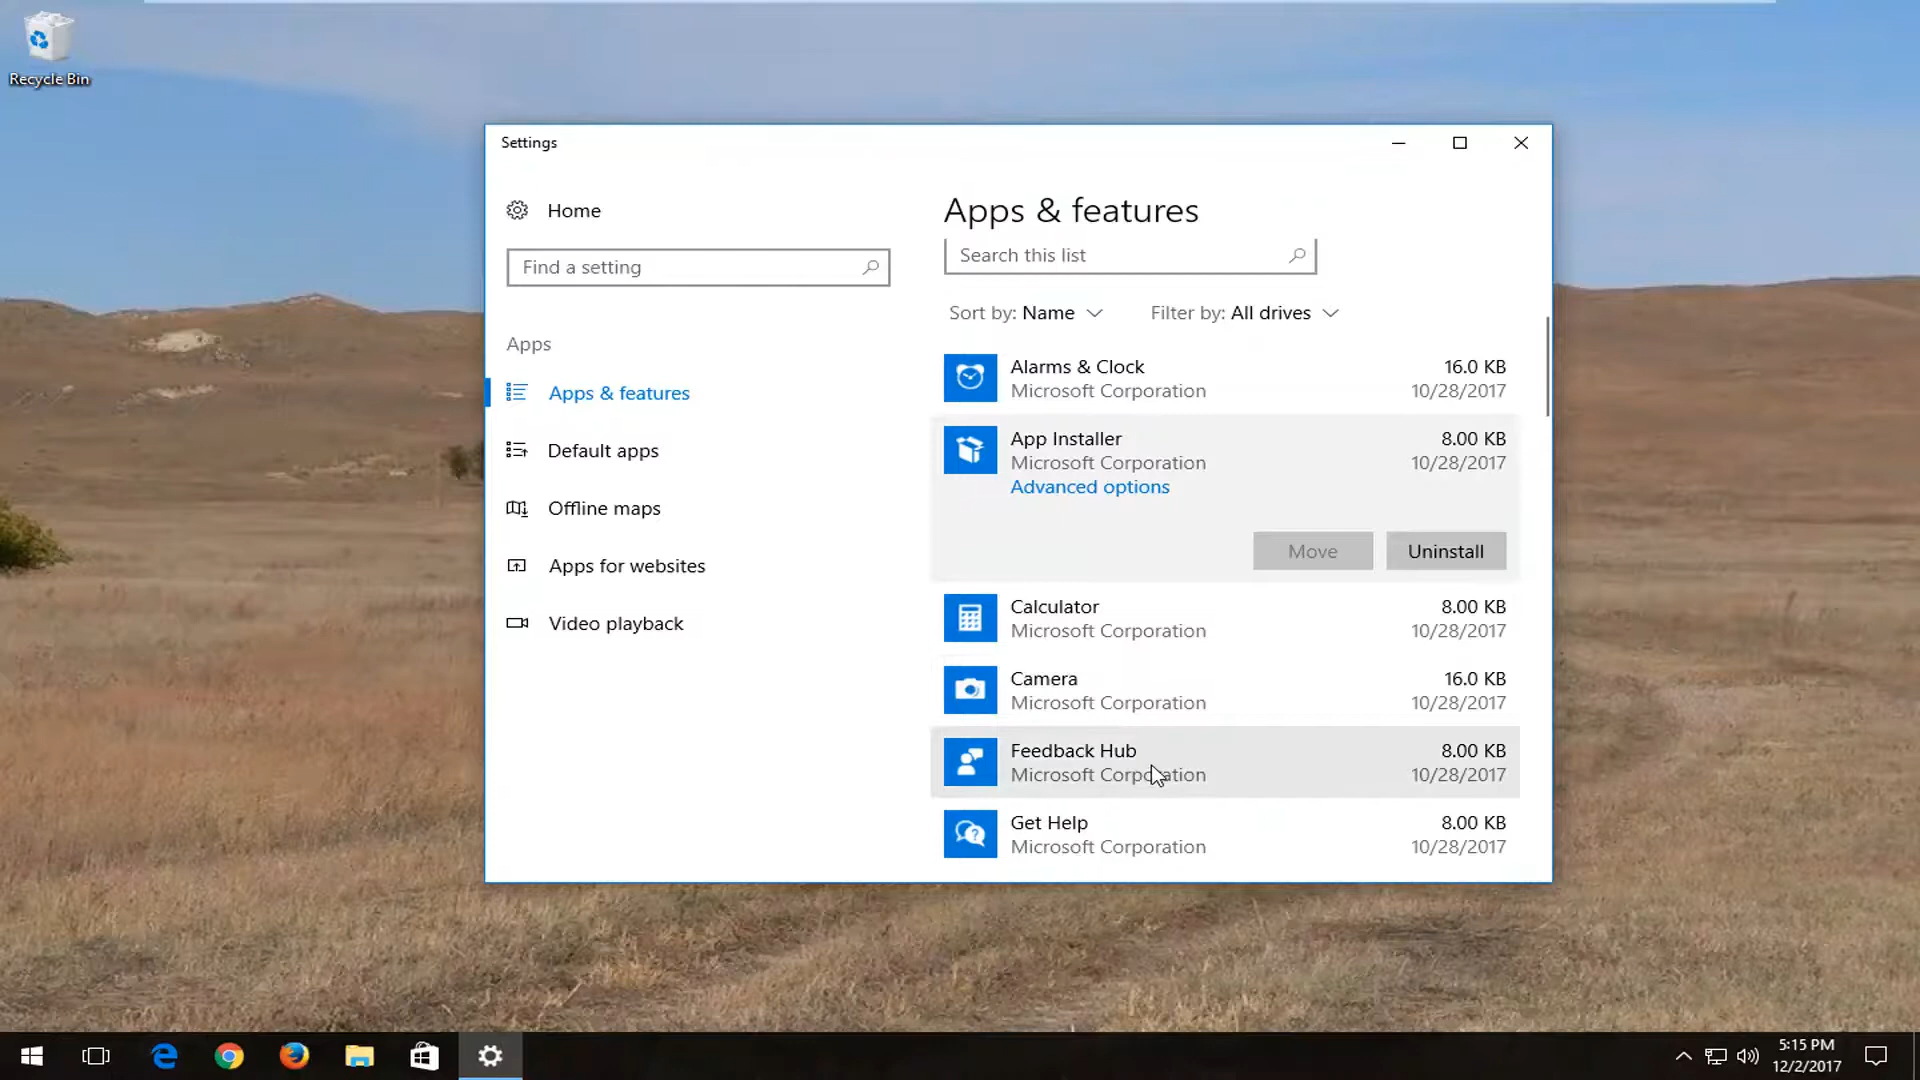 Recycle Bin
Settings
Home
Find a setting
Apps
Apps & features
Default apps
Offline maps
Apps for websites
Video playback
Apps & features
Search this list
Sort by: Name
Filter by: All drives
Alarms & Clock 16.0 KB
Microsoft Corporation 10/28/2017
App Installer 8.00 KB
Microsoft Corporation 10/28/2017
Advanced options
Move Uninstall
Calculator 8.00 KB
Microsoft Corporation 10/28/2017
Camera 16.0 KB
Microsoft Corporation 10/28/2017
Feedback Hub 8.00 KB
Microsoft Corporation 10/28/2017
Get Help 8.00 KB
Microsoft Corporation 10/28/2017
5:15 PM
12/2/2017